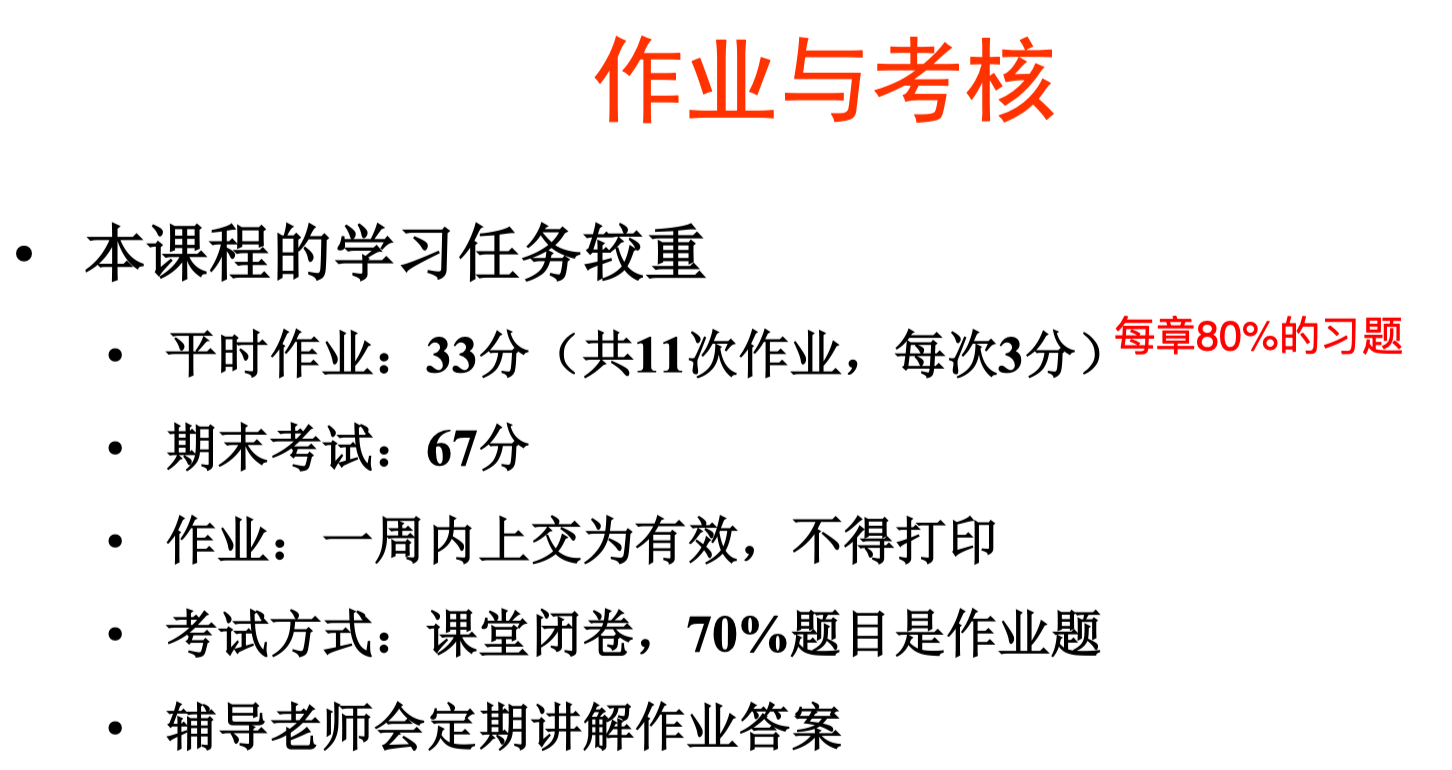 作业与考核
• 本课程的学习任务较重
• 平时作业：33分（共11次作业，每次3分）每章80%的习题
• 期末考试：67分
• 作业：一周内上交为有效，不得打印
• 考试方式：课堂闭卷，70%题目是作业题
• 辅导老师会定期讲解作业答案